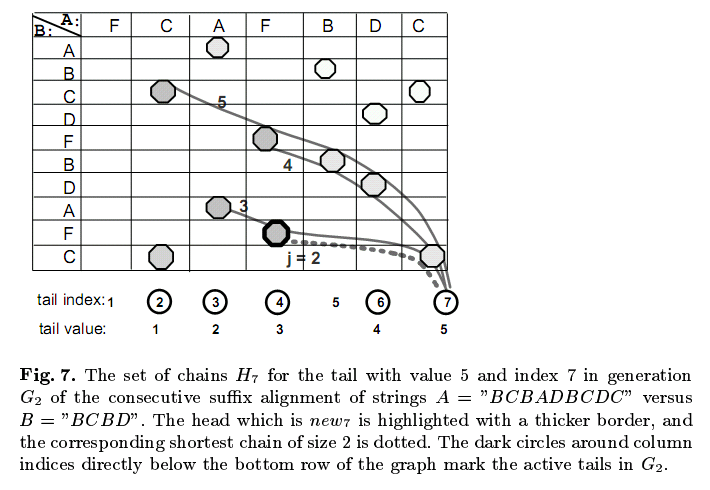 A: F C A F B D C
B:
A
B
C
5
D
F
B 4
D
A 3
F
C j = 2
tail index: 1 2 3 4 5 6 7
tail value: 1 2 3 4 5
Fig. 7. The set of chains H7 for the tail with value 5 and index 7 in generation
G2 of the consecutive suffix alignment of strings A = "BCBADBCDC" versus
B = "BCBD". The head which is new7 is highlighted with a thicker border, and
the corresponding shortest chain of size 2 is dotted. The dark circles around column
indices directly below the bottom row of the graph mark the active tails in G2.